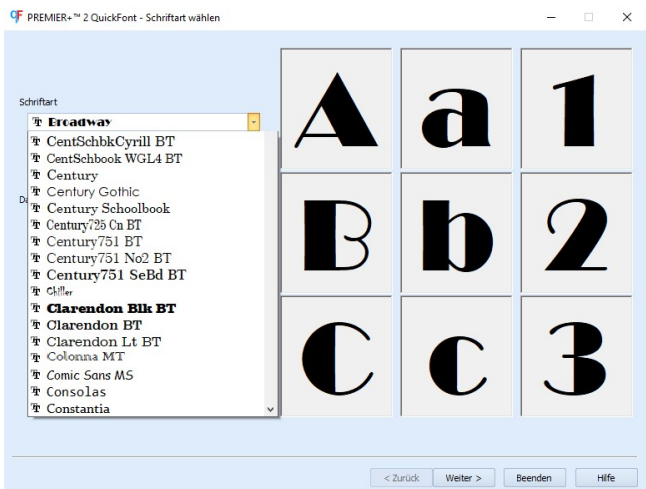 PREMIER+™ 2 QuickFont - Schriftart wählen
Schriftart
Broadway
CentSchbkCyrill BT
CentSchbook WGL4 BT
Century
Century Gothic
Century Schoolbook
Century725 Cn BT
Century751 BT
Century751 No2 BT
Century751 SeBd BT
Chiller
Clarendon Blk BT
Clarendon BT
Clarendon Lt BT
Colonna MT
Comic Sans MS
Consolas
Constantia
A a 1
B b 2
C c 3
< Zurück Weiter > Beenden Hilfe